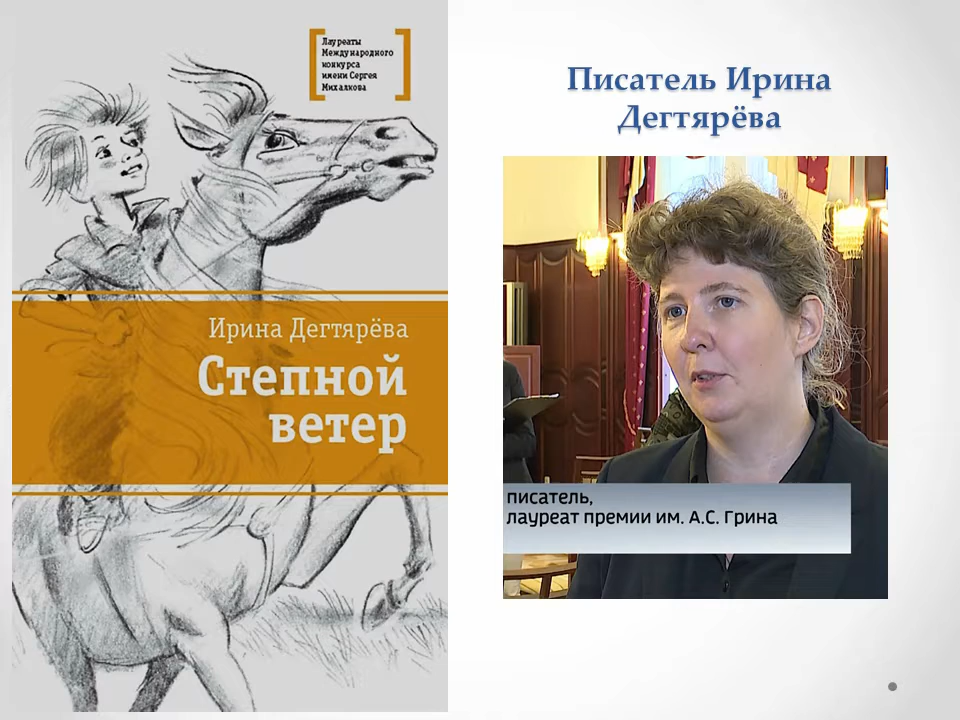 Лауреаты
Международного
конкурса
имени Сергея
Михалкова
Ирина Дегтярёва
Степной
ветер
Писатель Ирина
Дегтярёва
писатель,
лауреат премии им. А.С. Грина